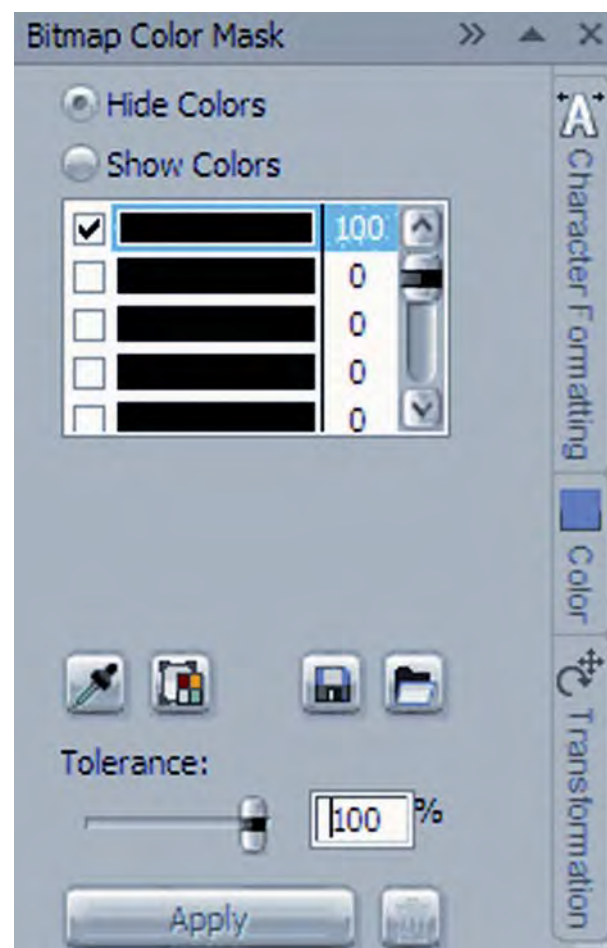 Bitmap Color Mask
Hide Colors
Show Colors
100
0
0
0
0
Tolerance:
100 %
Apply
A
Character Formatting
Color
Transformation